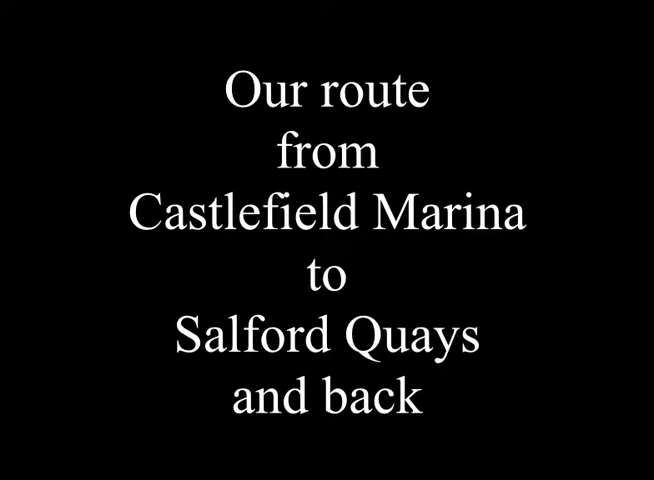 Our route
from
Castlefield Marina
to
Salford Quays
and back